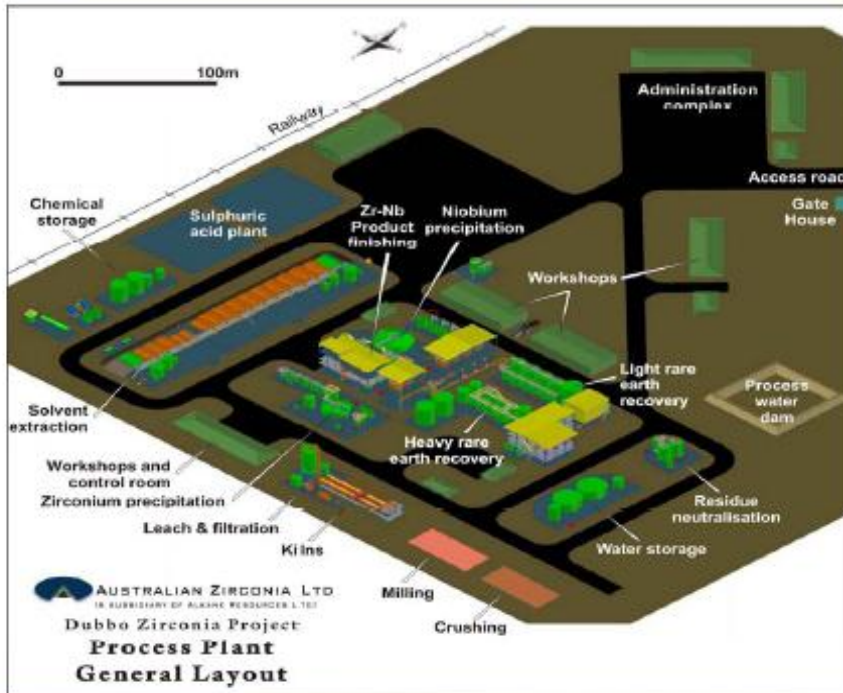 0 100m
Railway
Administration
complex
Access road
Gate
House
Chemical
storage
Sulphuric
acid plant
Zr-Nb
Product
finishing
Niobium
precipitation
Workshops
Light rare
earth
recovery
Process
water
dam
Solvent
extraction
Heavy rare
earth recovery
Workshops and
control room
Zirconium precipitation
Residue
neutralisation
Leach & filtration
Water storage
Kilns
Milling
Crushing
AUSTRALIAN ZIRCONIA LTD
(A SUBSIDIARY OF ALKANE RESOURCES LTD)
Dubbo Zirconia Project
Process Plant
General Layout